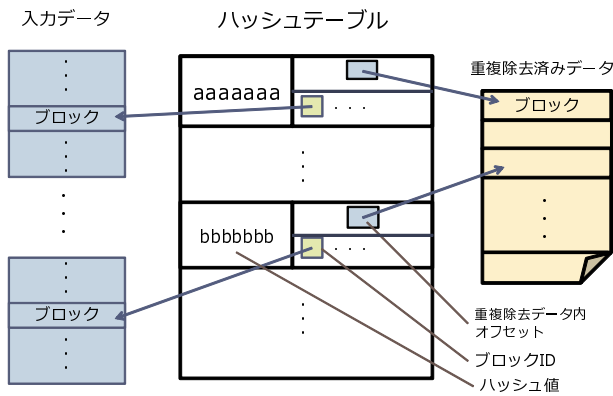 入力データ
ハッシュテーブル
重複除去済みデータ
aaaaaaa
ブロック
ブロック
bbbbbbb
ブロック
重複除去データ内
オフセット
ブロックID
ハッシュ値